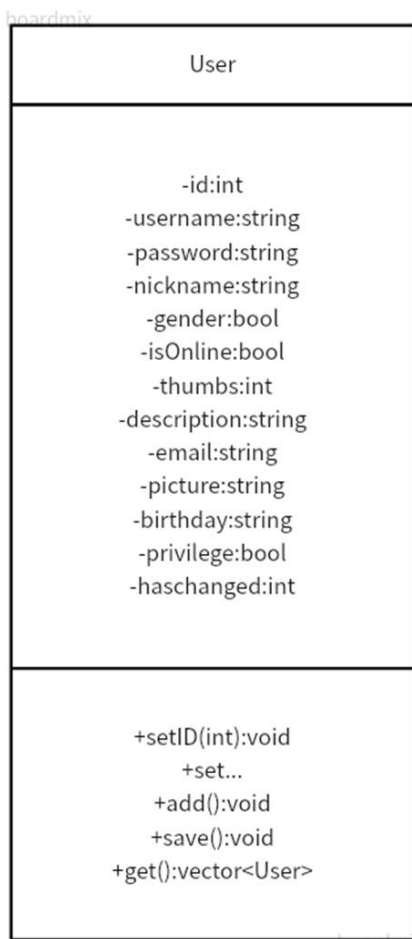 boardmix
User
-id:int
-username:string
-password:string
-nickname:string
-gender:bool
-isOnline:bool
-thumbs:int
-description:string
-email:string
-picture:string
-birthday:string
-privilege:bool
-haschanged:int
+setID(int):void
+set...
+add():void
+save():void
+get():vector<User>